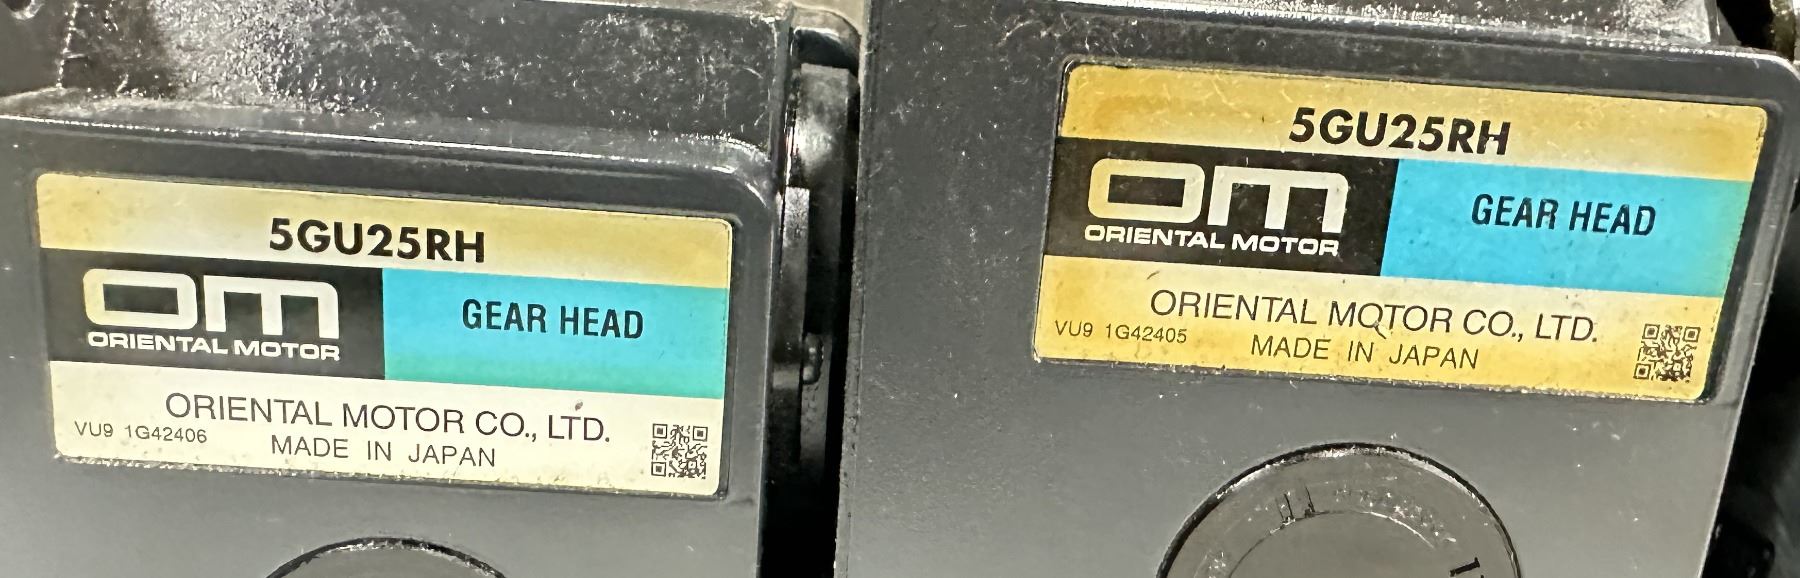 5GU25RH
OM
ORIENTAL MOTOR
GEAR HEAD
ORIENTAL MOTOR CO., LTD.
VU9 1G42406
MADE IN JAPAN
5GU25RH
OM
ORIENTAL MOTOR
GEAR HEAD
ORIENTAL MOTOR CO., LTD.
VU9 1G42405
MADE IN JAPAN